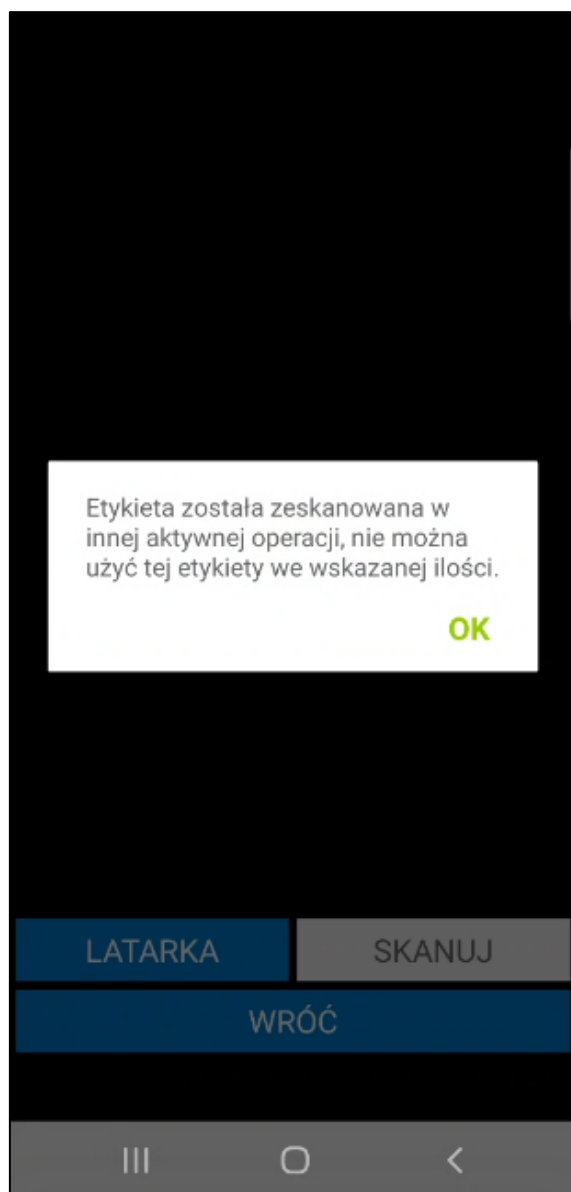 Etykieta została zeskanowana w
innej aktywnej operacji, nie można
użyć tej etykiety we wskazanej ilości.
OK
LATARKA SKANUJ
WRÓĆ